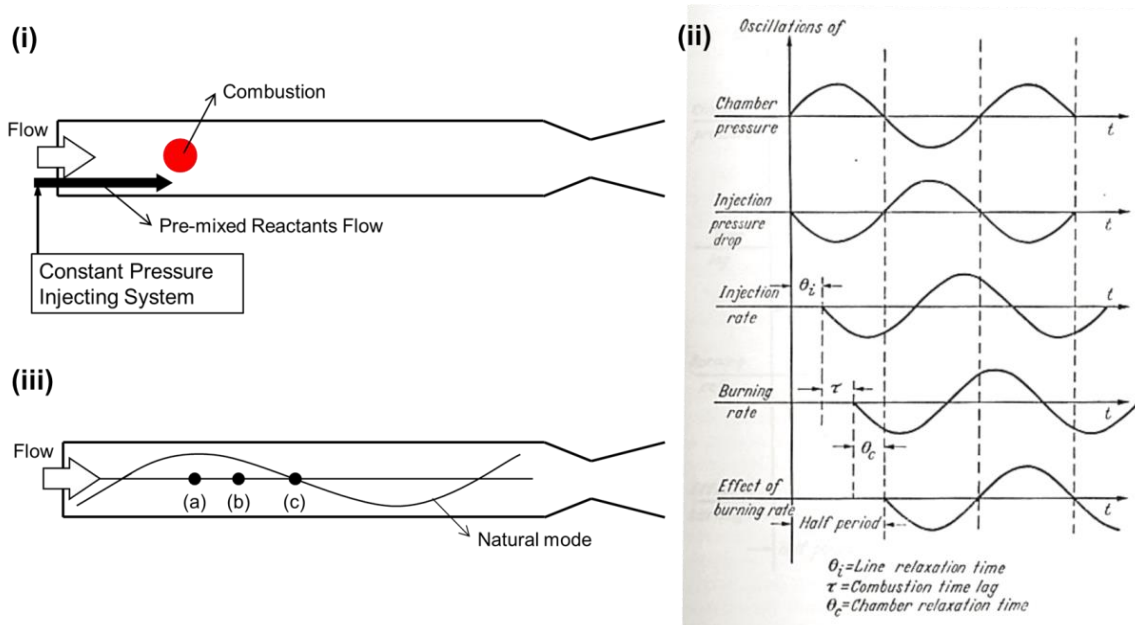 (i)
Combustion
Flow
Pre-mixed Reactants Flow
Constant Pressure
Injecting System
(iii)
Flow
(a)
(b)
(c)
Natural mode
(ii)
Oscillations of
Chamber
pressure
t
Injection
pressure
drop
t
Injection
rate
θi
t
Burning
rate
τ
t
θc
Effect of
burning rate
t
Half period
θi=Line relaxation time
τ=Combustion time lag
θc=Chamber relaxation time